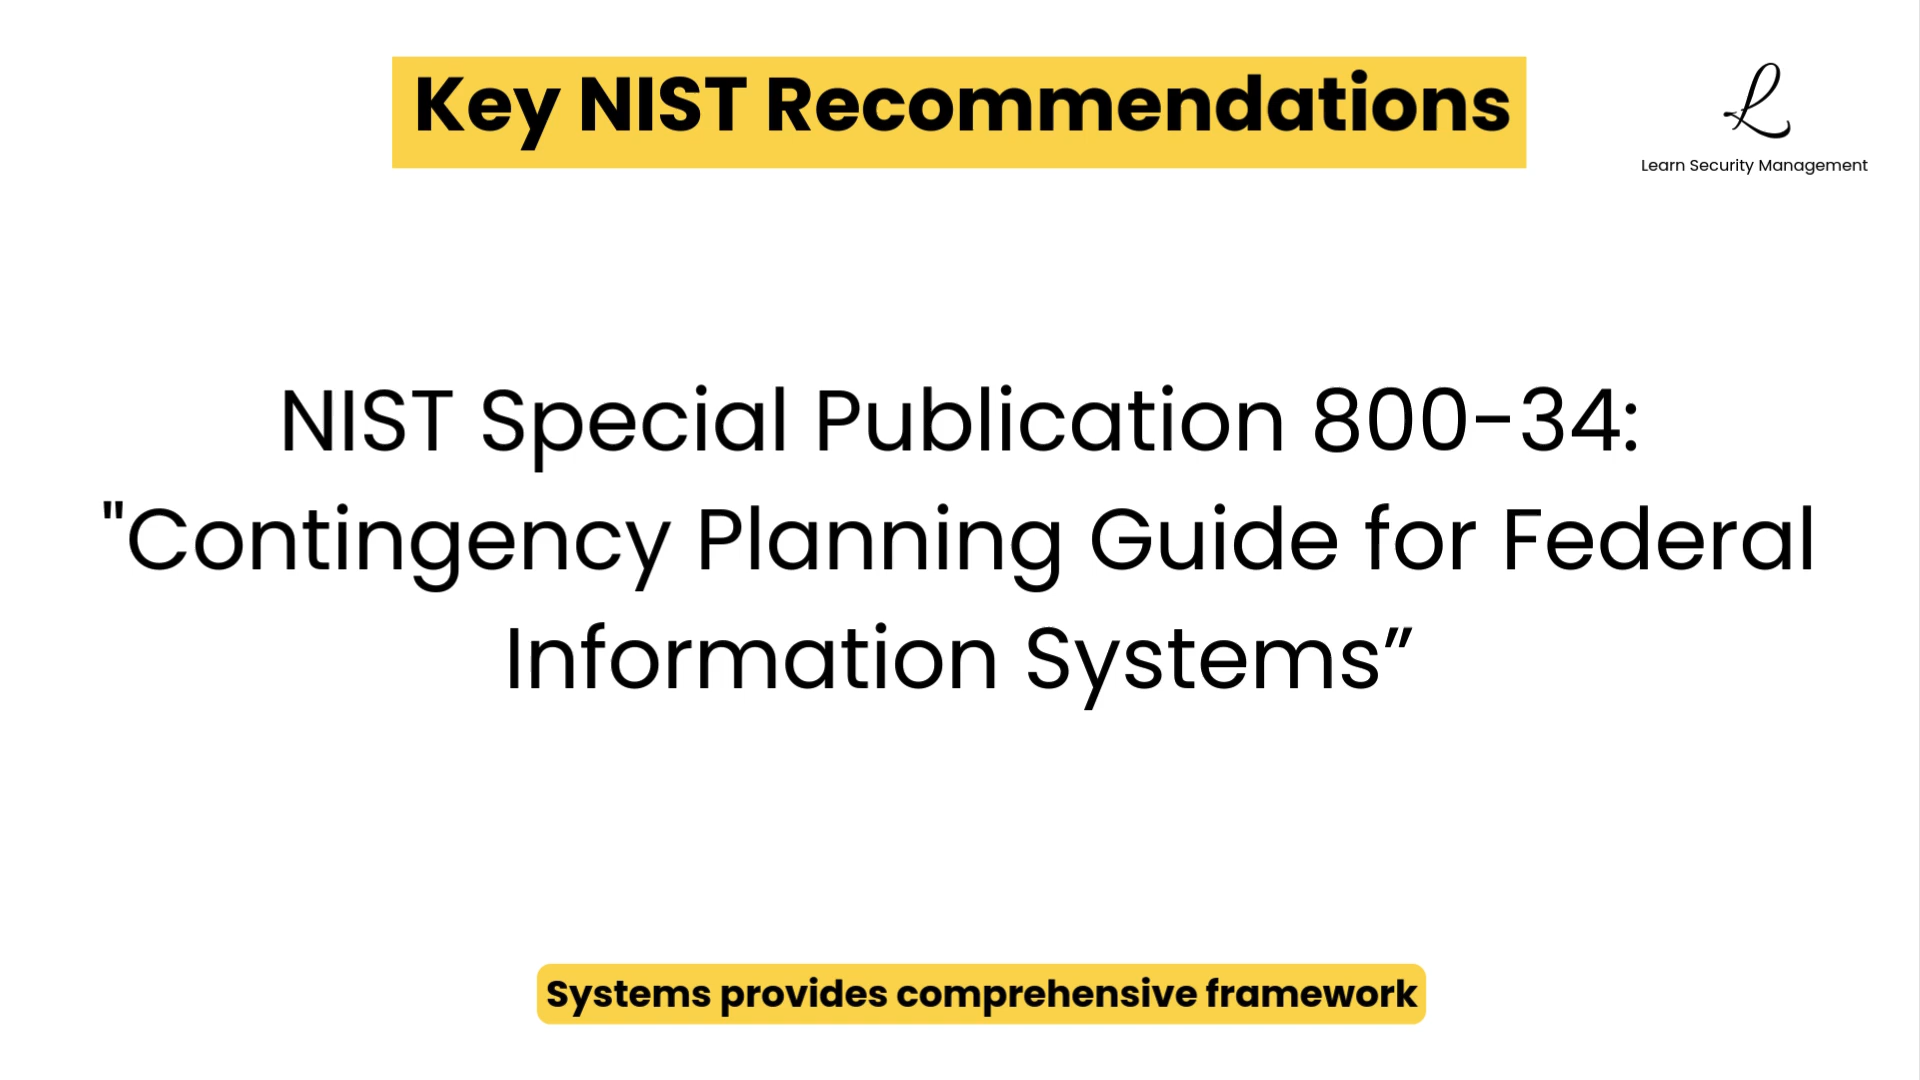 Key NIST Recommendations
L
Learn Security Management
NIST Special Publication 800-34:
"Contingency Planning Guide for Federal
Information Systems”
Systems provides comprehensive framework